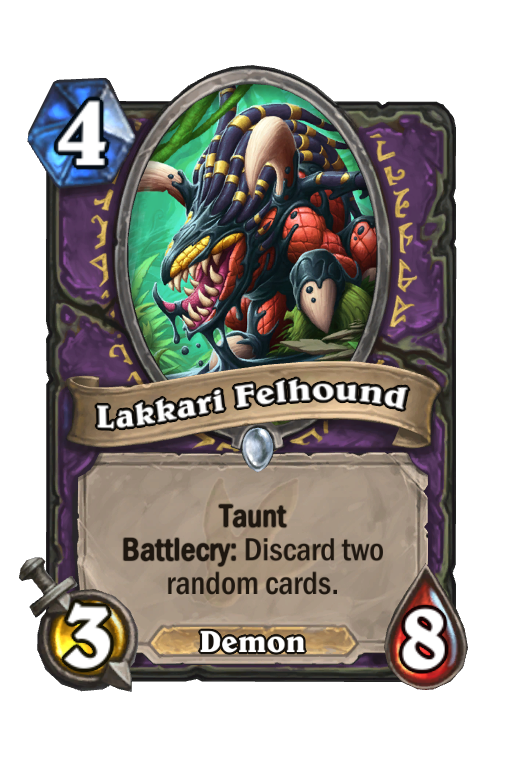 4
Lakkari Felhound
Taunt
Battlecry: Discard two
random cards.
3
Demon
8